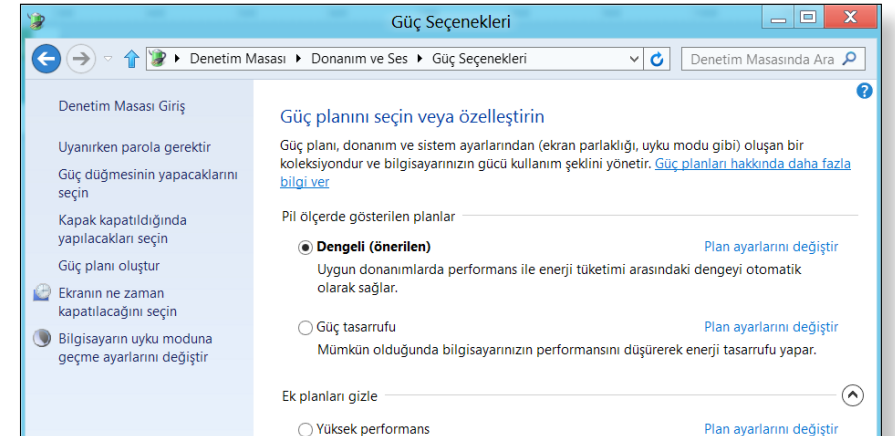 Güç Seçenekleri
Denetim Masası Donanım ve Ses Güç Seçenekleri
Denetim Masasında Ara
Denetim Masası Giriş
Uyanırken parola gerektir
Güç düğmesinin yapacaklarını
seçin
Kapak kapatıldığında
yapılacakları seçin
Güç planı oluştur
Ekranın ne zaman
kapatılacağını seçin
Bilgisayarın uyku moduna
geçme ayarlarını değiştir
Güç planını seçin veya özelleştirin
Güç planı, donanım ve sistem ayarlarından (ekran parlaklığı, uyku modu gibi) oluşan bir
koleksiyondur ve bilgisayarınızın gücü kullanım şeklini yönetir. Güç planları hakkında daha fazla
bilgi ver
Pil ölçerde gösterilen planlar
Dengeli (önerilen) Plan ayarlarını değiştir
Uygun donanımlarda performans ile enerji tüketimi arasındaki dengeyi otomatik
olarak sağlar.
Güç tasarrufu Plan ayarlarını değiştir
Mümkün olduğunda bilgisayarınızın performansını düşürerek enerji tasarrufu yapar.
Ek planları gizle
Yüksek performans Plan ayarlarını değiştir